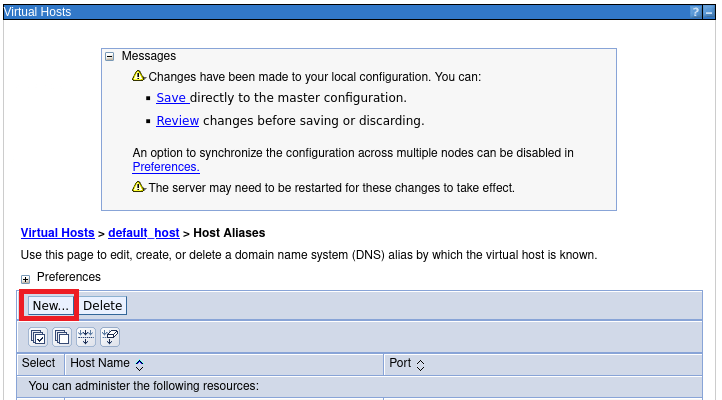 Virtual Hosts ? –
Messages
Changes have been made to your local configuration. You can:
Save directly to the master configuration.
Review changes before saving or discarding.
An option to synchronize the configuration across multiple nodes can be disabled in
Preferences.
The server may need to be restarted for these changes to take effect.
Virtual Hosts > default_host > Host Aliases
Use this page to edit, create, or delete a domain name system (DNS) alias by which the virtual host is known.
Preferences
New... Delete
Select Host Name Port
You can administer the following resources: